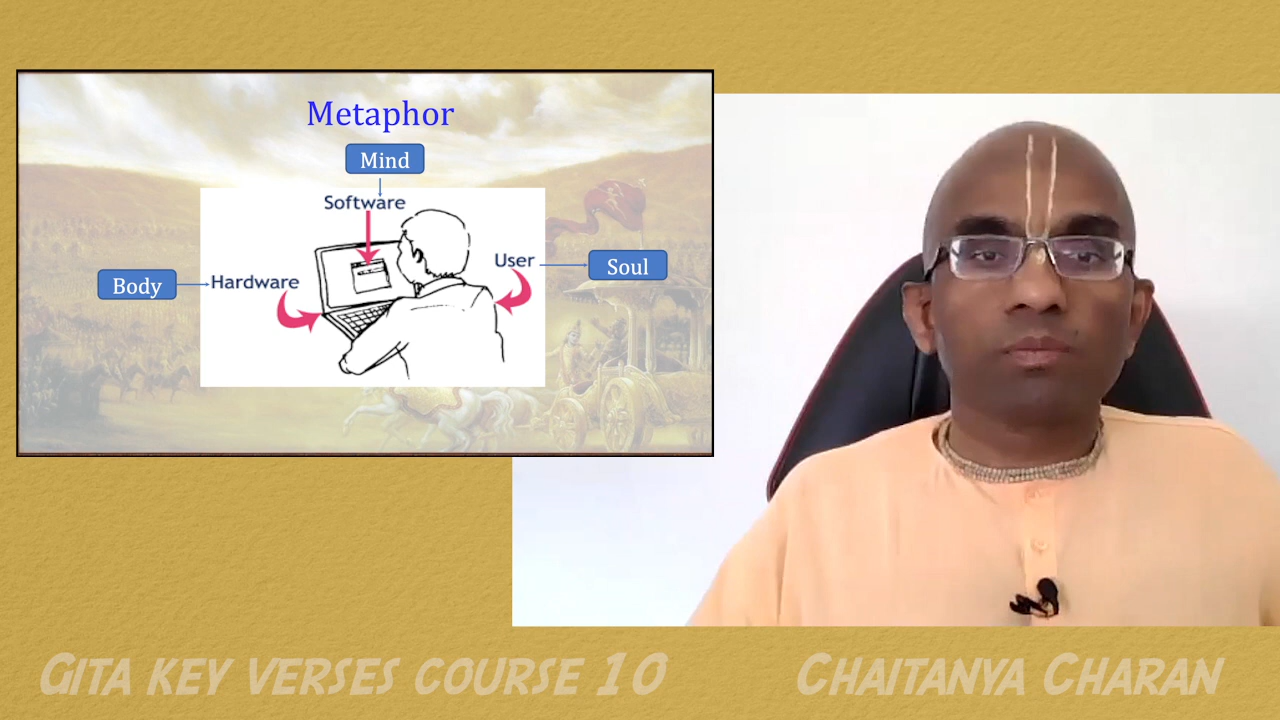 Metaphor
Mind
Software
User
Soul
Body
Hardware
GITA KEY VERSES COURSE 10
CHAITANYA CHARAN